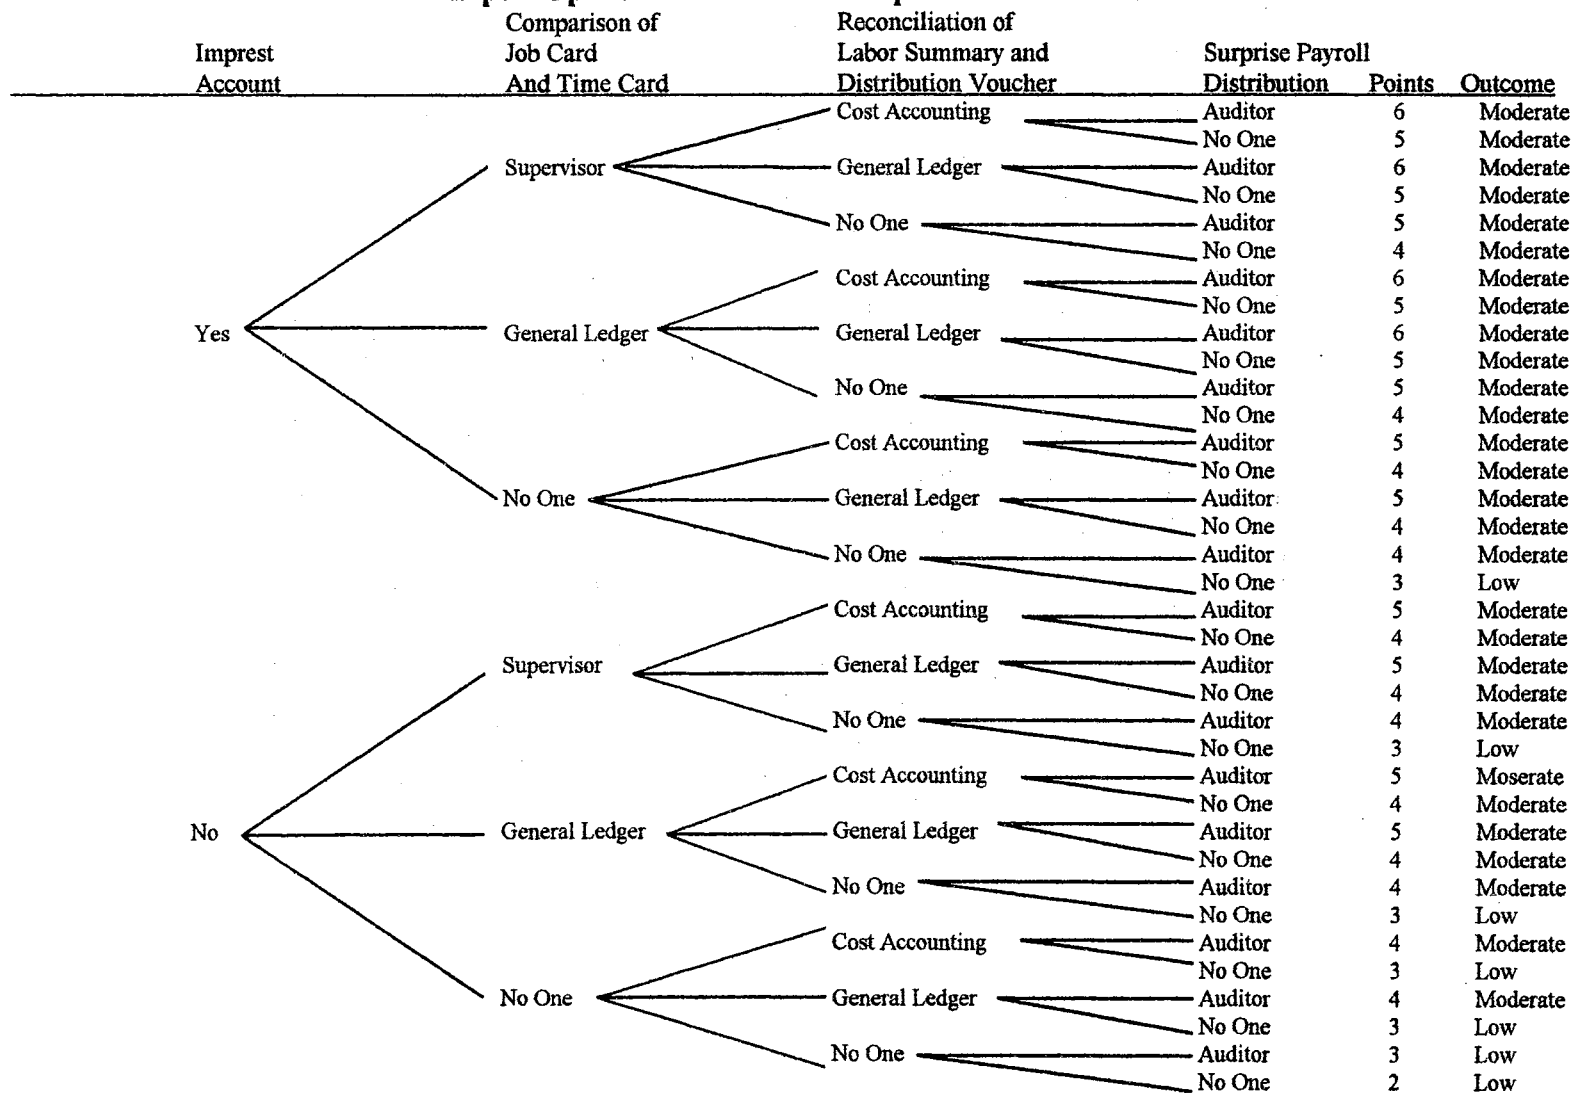 Comparison of Reconciliation of
Imprest Job Card Labor Summary and Surprise Payroll
Account And Time Card Distribution Voucher Distribution Points Outcome
Cost Accounting Auditor 6 Moderate
No One 5 Moderate
Supervisor General Ledger Auditor 6 Moderate
No One 5 Moderate
No One Auditor 5 Moderate
No One 4 Moderate
Cost Accounting Auditor 6 Moderate
No One 5 Moderate
Yes General Ledger General Ledger Auditor 6 Moderate
No One 5 Moderate
No One Auditor 5 Moderate
No One 4 Moderate
Cost Accounting Auditor 5 Moderate
No One 4 Moderate
No One General Ledger Auditor 5 Moderate
No One 4 Moderate
No One Auditor 4 Moderate
No One 3 Low
Cost Accounting Auditor 5 Moderate
No One 4 Moderate
Supervisor General Ledger Auditor 5 Moderate
No One 4 Moderate
No One Auditor 4 Moderate
No One 3 Low
Cost Accounting Auditor 5 Moserate
No One 4 Moderate
No General Ledger General Ledger Auditor 5 Moderate
No One 4 Moderate
No One Auditor 4 Moderate
No One 3 Low
Cost Accounting Auditor 4 Moderate
No One 3 Low
No One General Ledger Auditor 4 Moderate
No One 3 Low
No One Auditor 3 Low
No One 2 Low